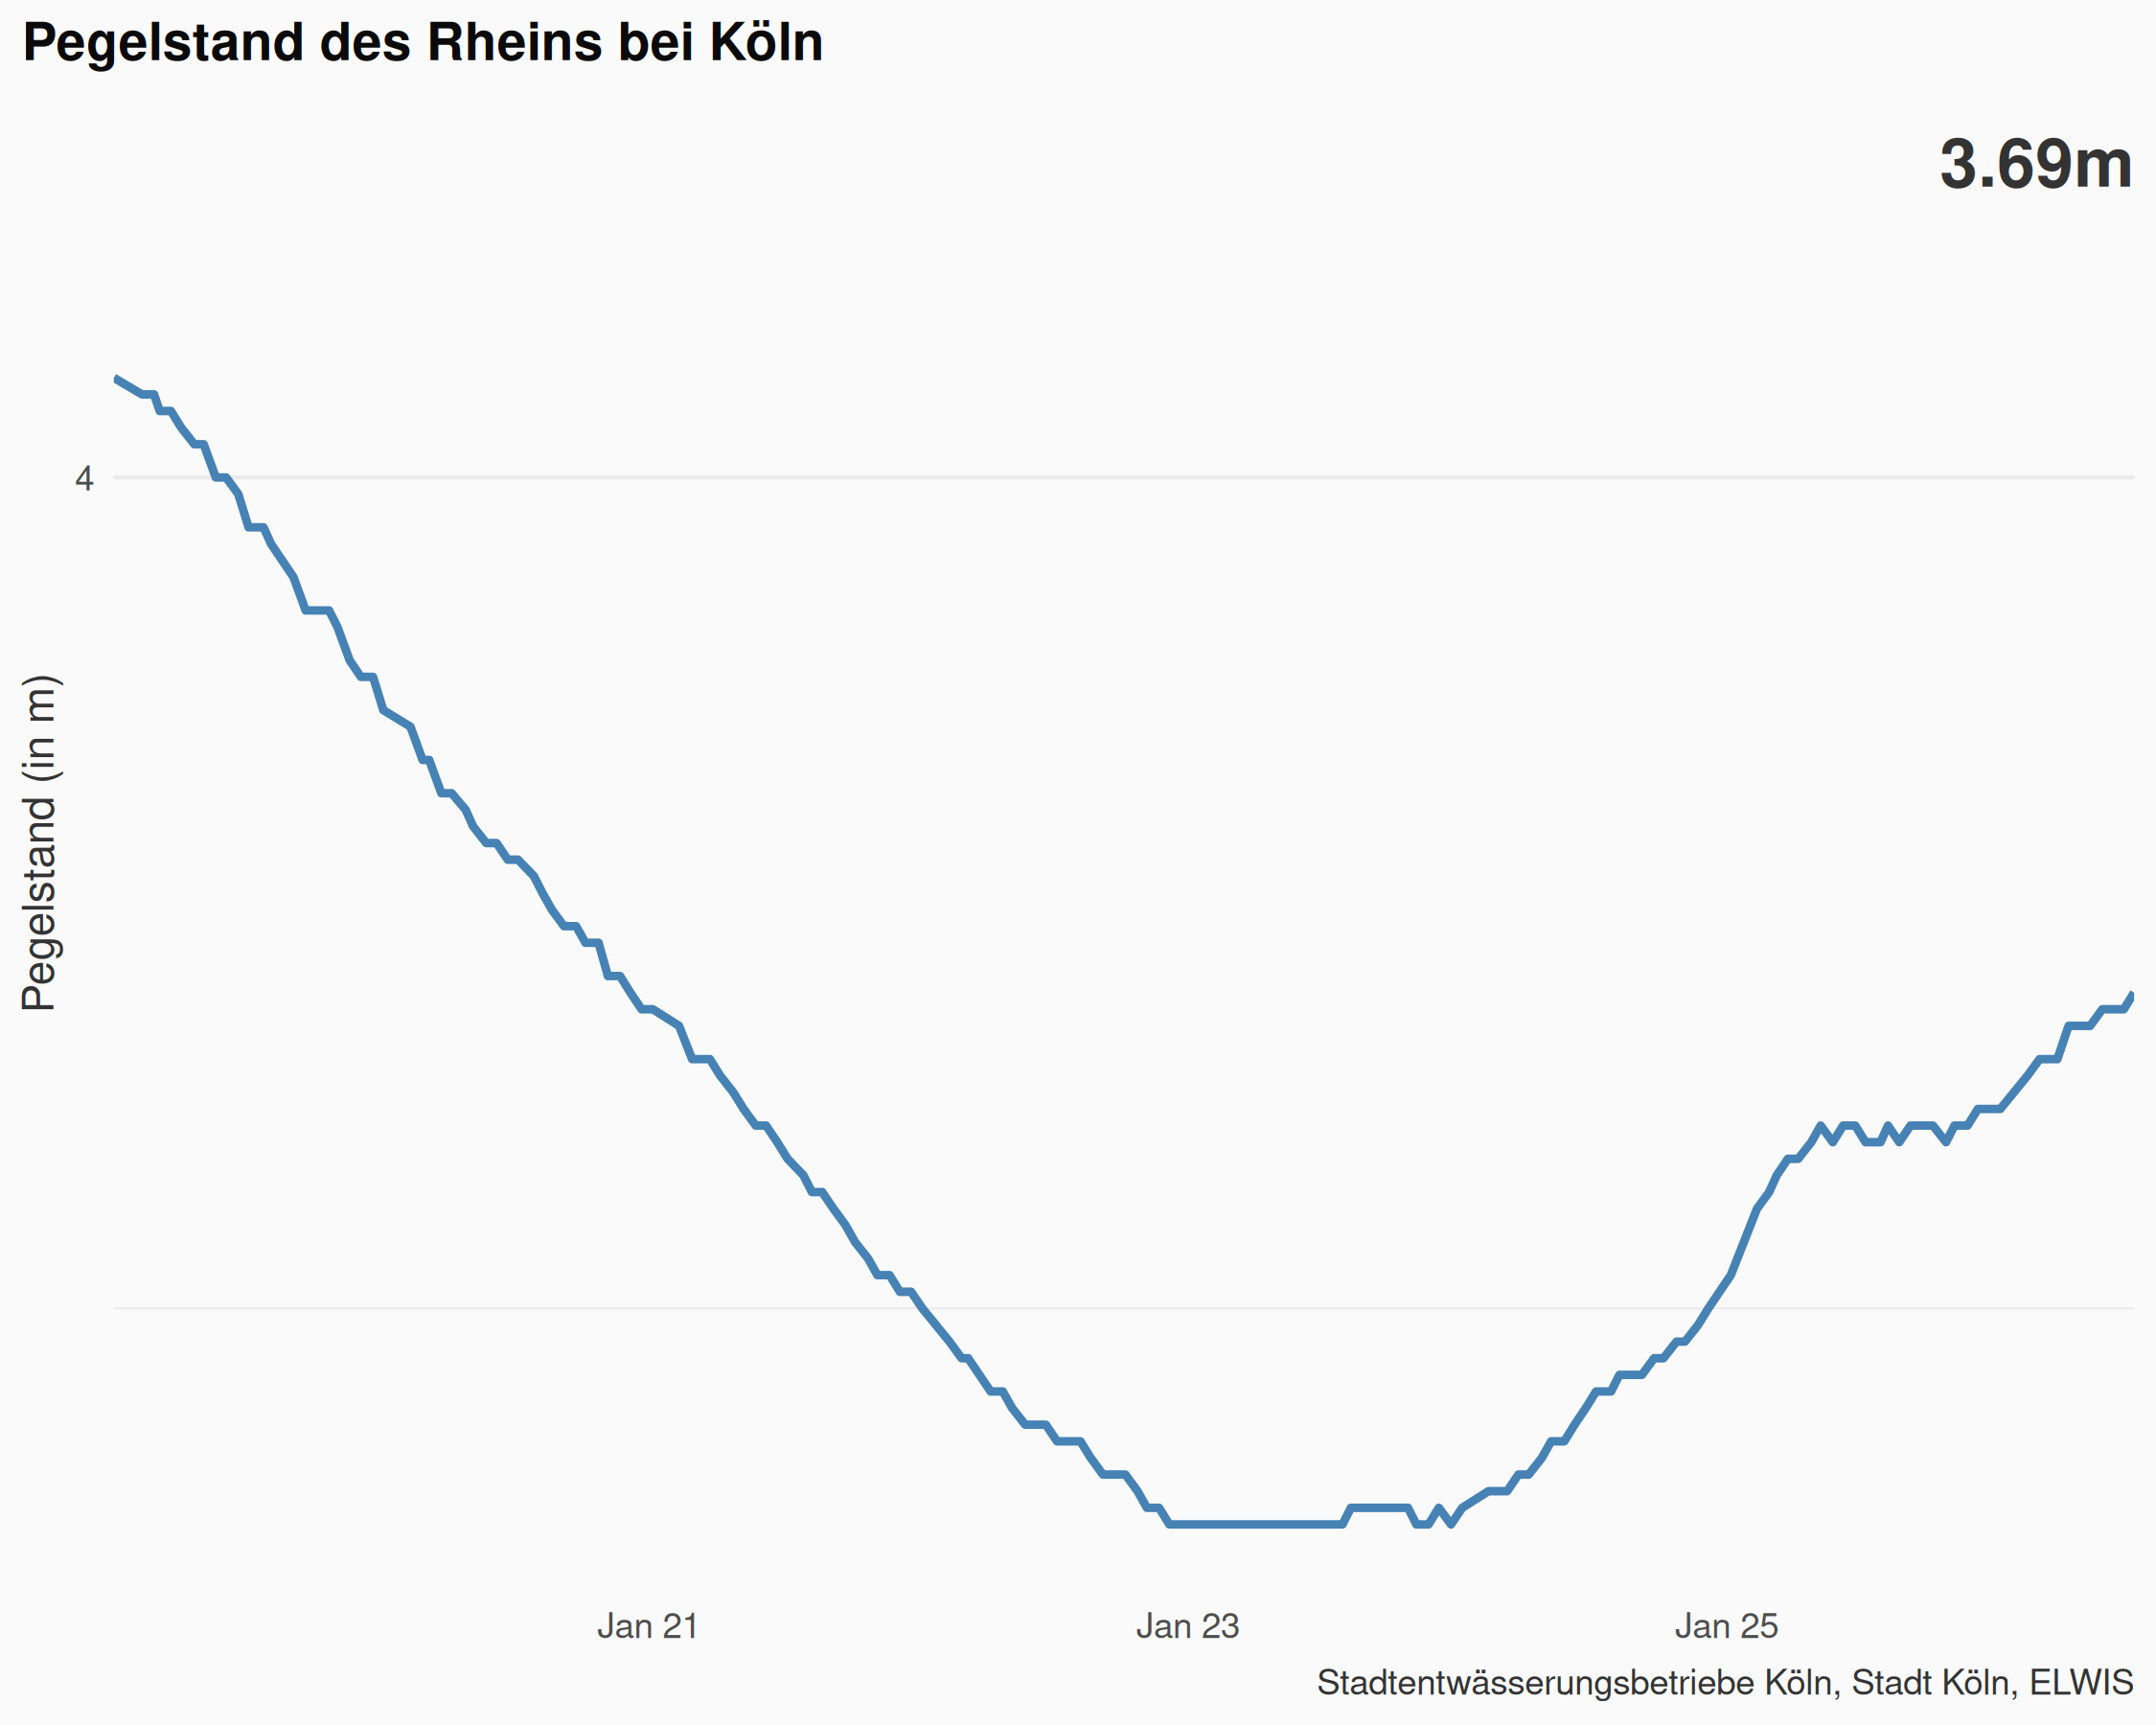 Pegelstand des Rheins bei Köln
3.69m
4
Pegelstand (in m)
Jan 21
Jan 23
Jan 25
Stadtentwässerungsbetriebe Köln, Stadt Köln, ELWIS